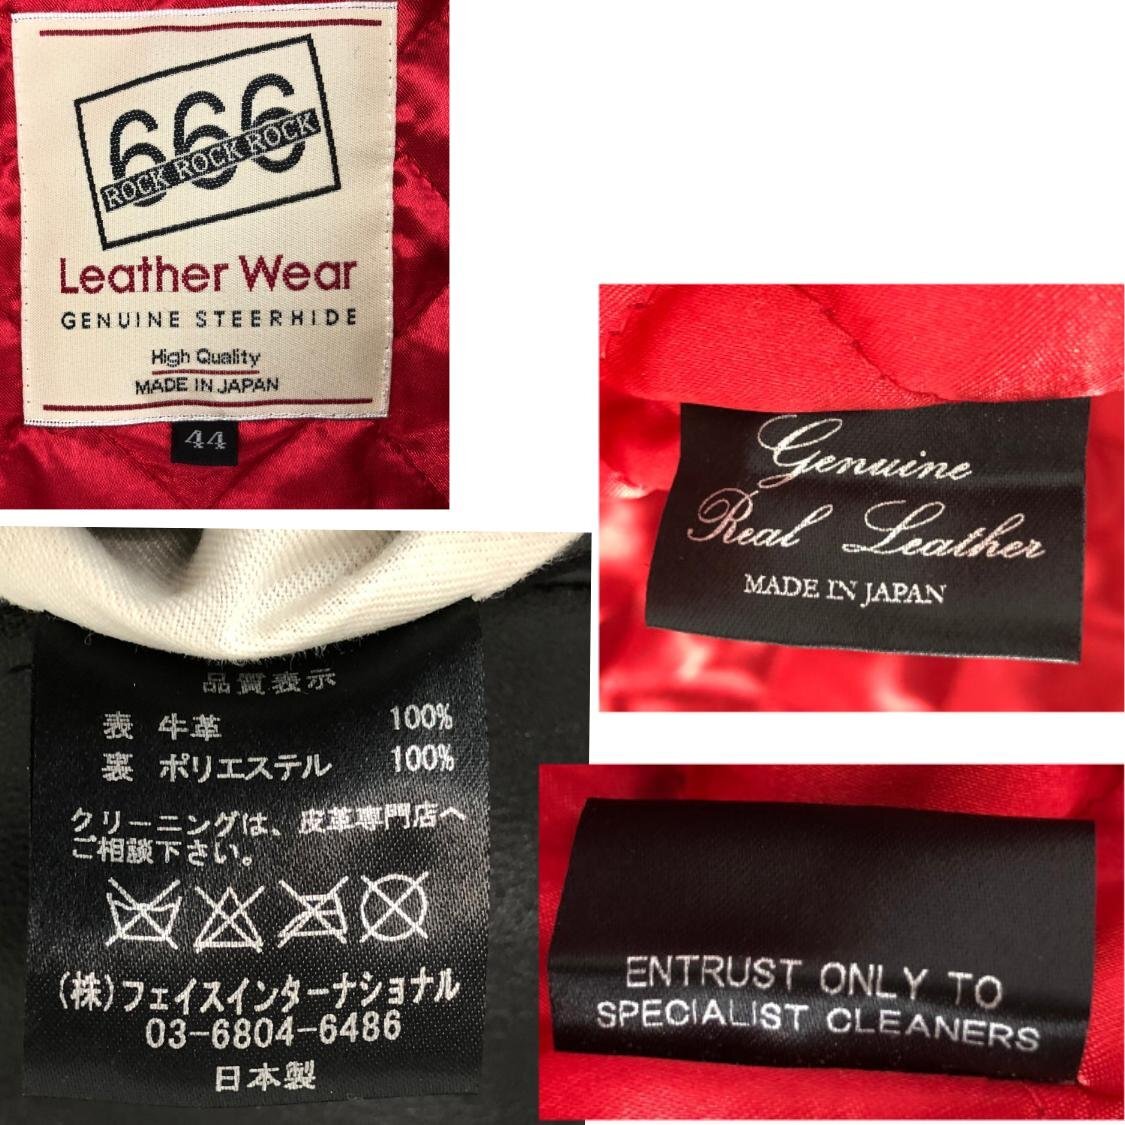 666
ROCK ROCK ROCK
Leather Wear
GENUINE STEERHIDE
High Quality
MADE IN JAPAN
44
Genuine
Real Leather
MADE IN JAPAN
品質表示
表 牛革 100%
裏 ポリエステル 100%
クリーニングは、皮革専門店へ
ご相談下さい。
(株)フェイスインターナショナル
03-6804-6486
日本製
ENTRUST ONLY TO
SPECIALIST CLEANERS